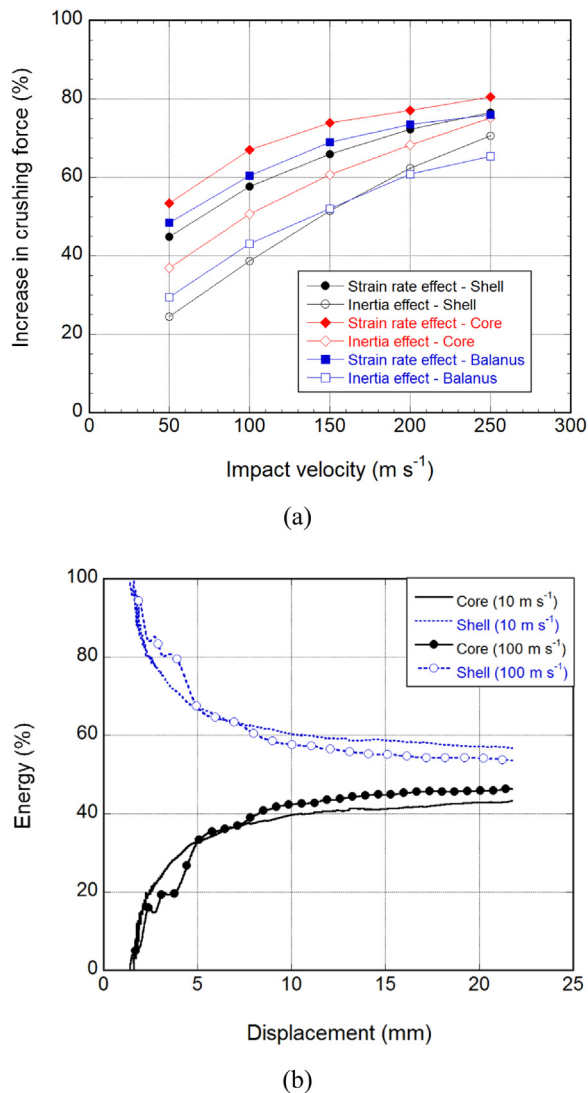 100
80
60
40
20
0
Increase in crushing force (%)
Strain rate effect - Shell
Inertia effect - Shell
Strain rate effect - Core
Inertia effect - Core
Strain rate effect - Balanus
Inertia effect - Balanus
0 50 100 150 200 250 300
Impact velocity (m s⁻¹)
(a)
100
80
60
40
20
0
Energy (%)
Core (10 m s⁻¹)
Shell (10 m s⁻¹)
Core (100 m s⁻¹)
Shell (100 m s⁻¹)
0 5 10 15 20 25
Displacement (mm)
(b)